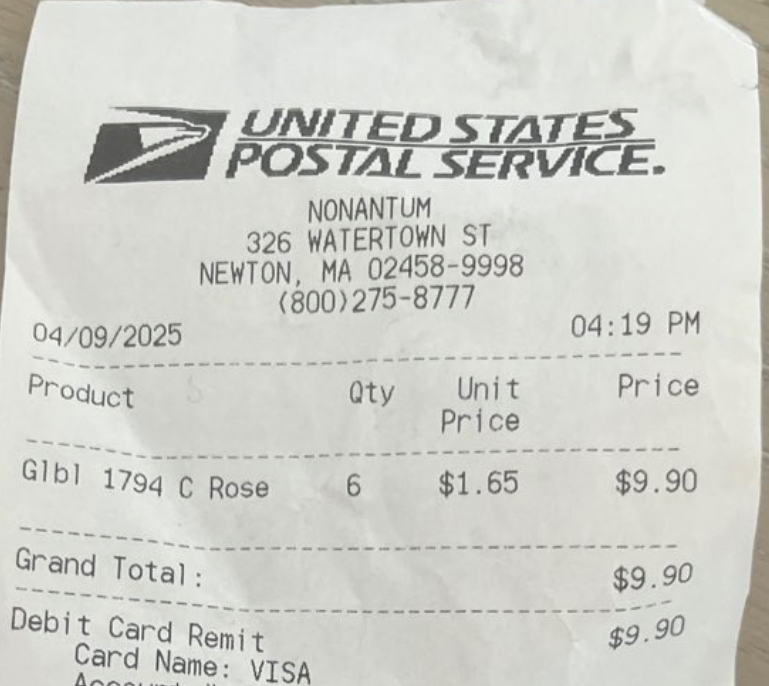 UNITED STATES
POSTAL SERVICE.
NONANTUM
326 WATERTOWN ST
NEWTON, MA 02458-9998
(800)275-8777
04/09/2025 04:19 PM
Product Qty Unit Price
Price
Glbl 1794 C Rose 6 $1.65 $9.90
Grand Total: $9.90
Debit Card Remit $9.90
Card Name: VISA